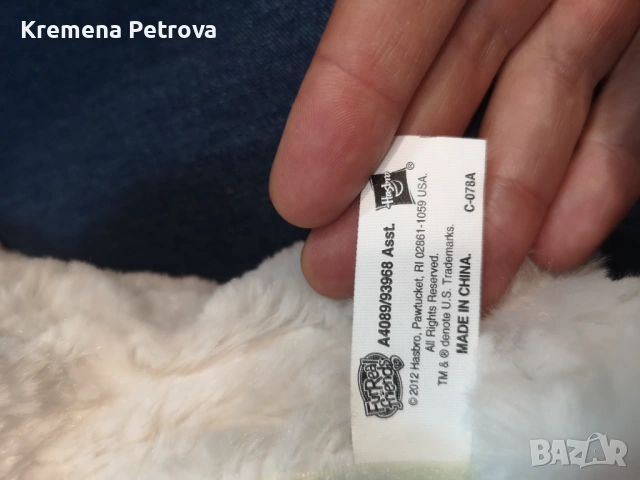 Kremena Petrova
Hasbro ®
FurReal
friends
A4089/93968 Asst.
© 2012 Hasbro, Pawtucket, RI 02861-1059 USA.
All Rights Reserved.
TM & ® denote U.S. Trademarks.
MADE IN CHINA.
C-078A
BAZAR